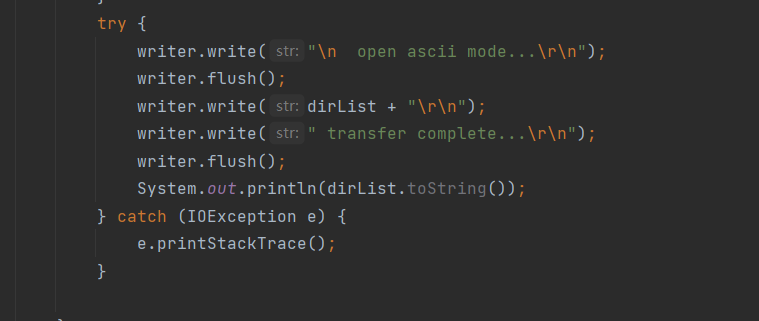 }
try {
writer.write( str: "\n  open ascii mode...\r\n");
writer.flush();
writer.write( str: dirList + "\r\n");
writer.write( str: " transfer complete...\r\n");
writer.flush();
System.out.println(dirList.toString());
} catch (IOException e) {
e.printStackTrace();
}
}